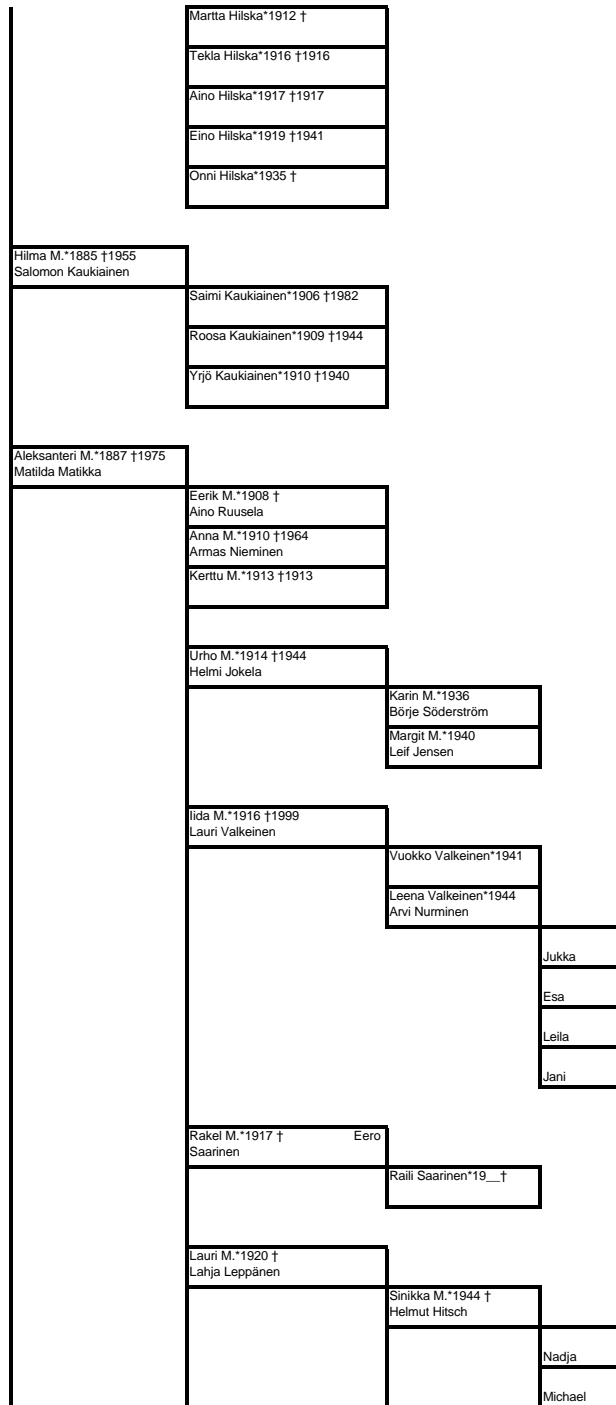 Martta Hilska*1912 †
Tekla Hilska*1916 †1916
Aino Hilska*1917 †1917
Eino Hilska*1919 †1941
Onni Hilska*1935 †
Hilma M.*1885 †1955
Salomon Kaukiainen
Saimi Kaukiainen*1906 †1982
Roosa Kaukiainen*1909 †1944
Yrjö Kaukiainen*1910 †1940
Aleksanteri M.*1887 †1975
Matilda Matikka
Eerik M.*1908 †
Aino Ruusela
Anna M.*1910 †1964
Armas Nieminen
Kerttu M.*1913 †1913
Urho M.*1914 †1944
Helmi Jokela
Karin M.*1936
Börje Söderström
Margit M.*1940
Leif Jensen
Iida M.*1916 †1999
Lauri Valkeinen
Vuokko Valkeinen*1941
Leena Valkeinen*1944
Arvi Nurminen
Jukka
Esa
Leila
Jani
Rakel M.*1917 † Eero
Saarinen
Raili Saarinen*19__†
Lauri M.*1920 †
Lahja Leppänen
Sinikka M.*1944 †
Helmut Hitsch
Nadja
Michael